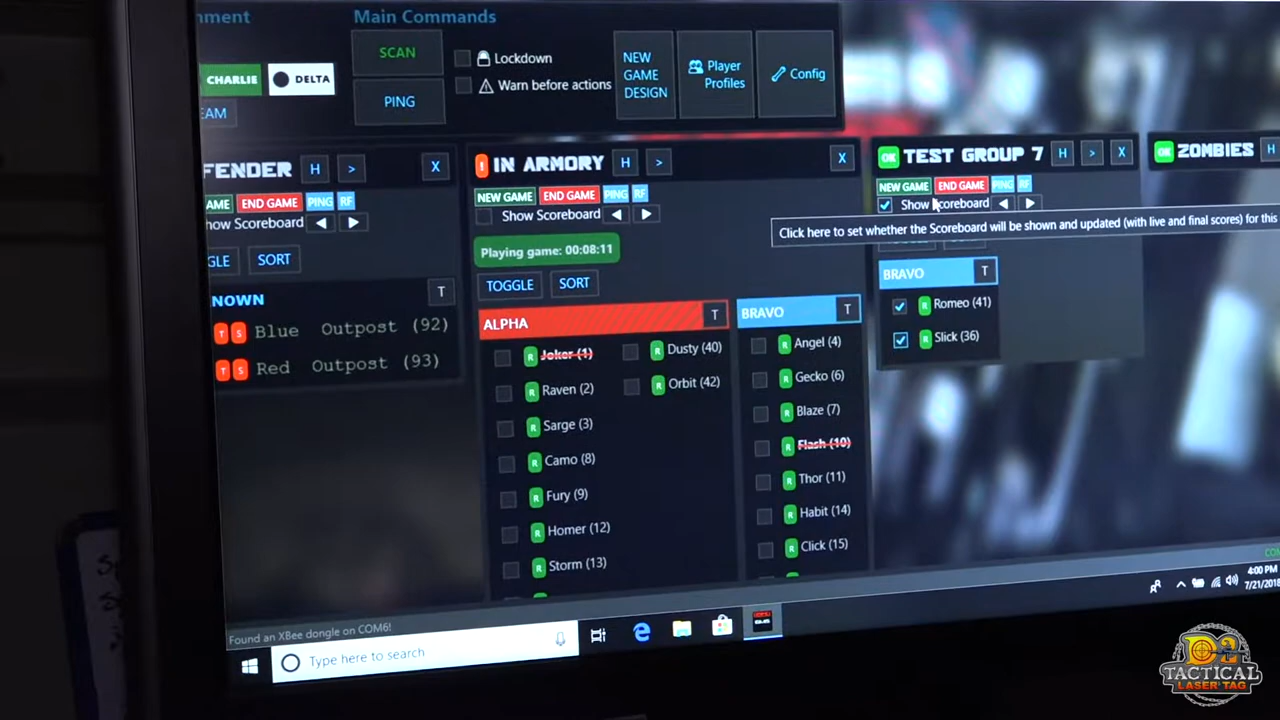 nment
Main Commands
CHARLIE
DELTA
EAM
SCAN
PING
Lockdown
Warn before actions
NEW
GAME
DESIGN
Player
Profiles
Config
FENDER H > X
AME END GAME PING RF
how Scoreboard
GLE SORT
NOWN T
T S Blue Outpost (92)
T S Red Outpost (93)
! IN ARMORY H > X
NEW GAME END GAME PING RF
Show Scoreboard
Playing game: 00:08:11
TOGGLE SORT
ALPHA T
R Joker (1)
R Raven (2)
R Sarge (3)
R Camo (8)
R Fury (9)
R Homer (12)
R Storm (13)
R Dusty (40)
R Orbit (42)
BRAVO T
R Angel (4)
R Gecko (6)
R Blaze (7)
R Flash (10)
R Thor (11)
R Habit (14)
R Click (15)
OK TEST GROUP 7 H > X
NEW GAME END GAME PING RF
Show Scoreboard
Click here to set whether the Scoreboard will be shown and updated (with live and final scores) for this
BRAVO T
R Romeo (41)
R Slick (36)
OK ZOMBIES H
COM
Found an XBee dongle on COM6!
Type here to search
4:00 PM
7/21/201
D2
TACTICAL
LASER TAG